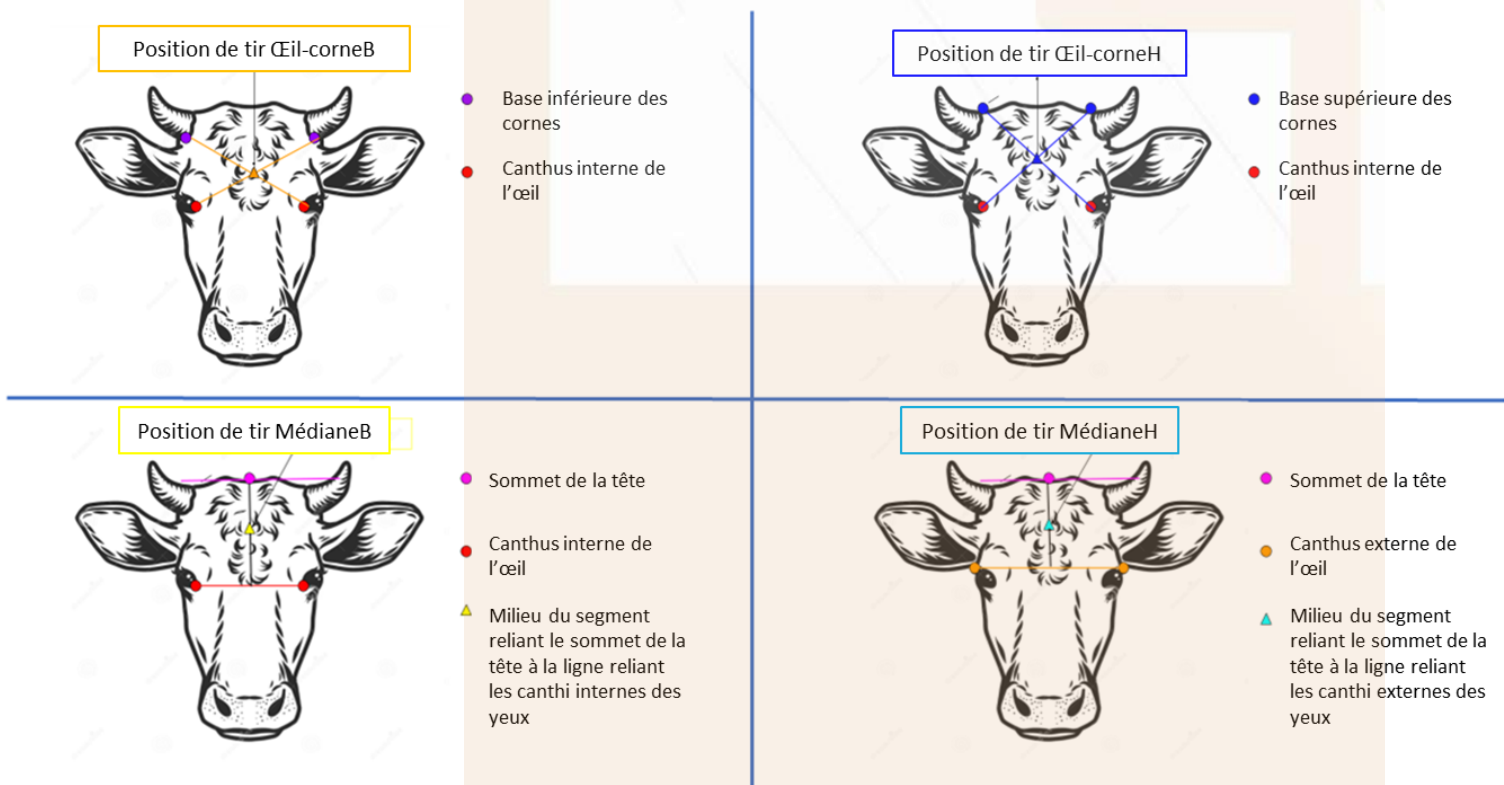 Position de tir Œil-corneB
Base inférieure des
cornes
Canthus interne de
l’œil
Position de tir Œil-corneH
Base supérieure des
cornes
Canthus interne de
l’œil
Position de tir MédianeB
Sommet de la tête
Canthus interne de
l’œil
Milieu du segment
reliant le sommet de la
tête à la ligne reliant
les canthi internes des
yeux
Position de tir MédianeH
Sommet de la tête
Canthus externe de
l’œil
Milieu du segment
reliant le sommet de la
tête à la ligne reliant
les canthi externes des
yeux